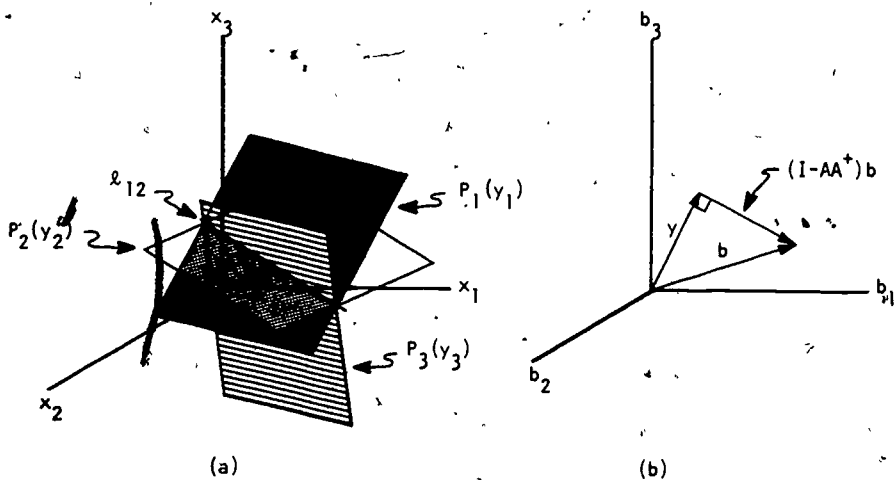 x3
b3
ℓ12
P1(y1)
(I-AA+)b
P2(y2)
y
b
x1
b1
P3(y3)
x2
b2
(a)
(b)